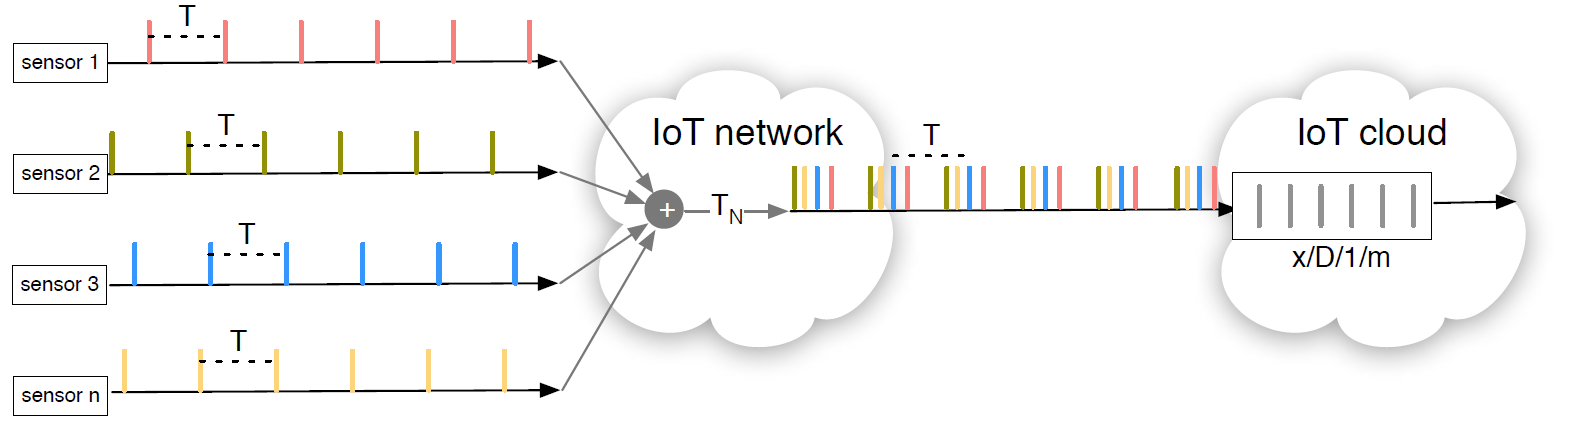 T
sensor 1
T
sensor 2
T
sensor 3
T
sensor n
IoT network
+
TN
T
IoT cloud
x/D/1/m